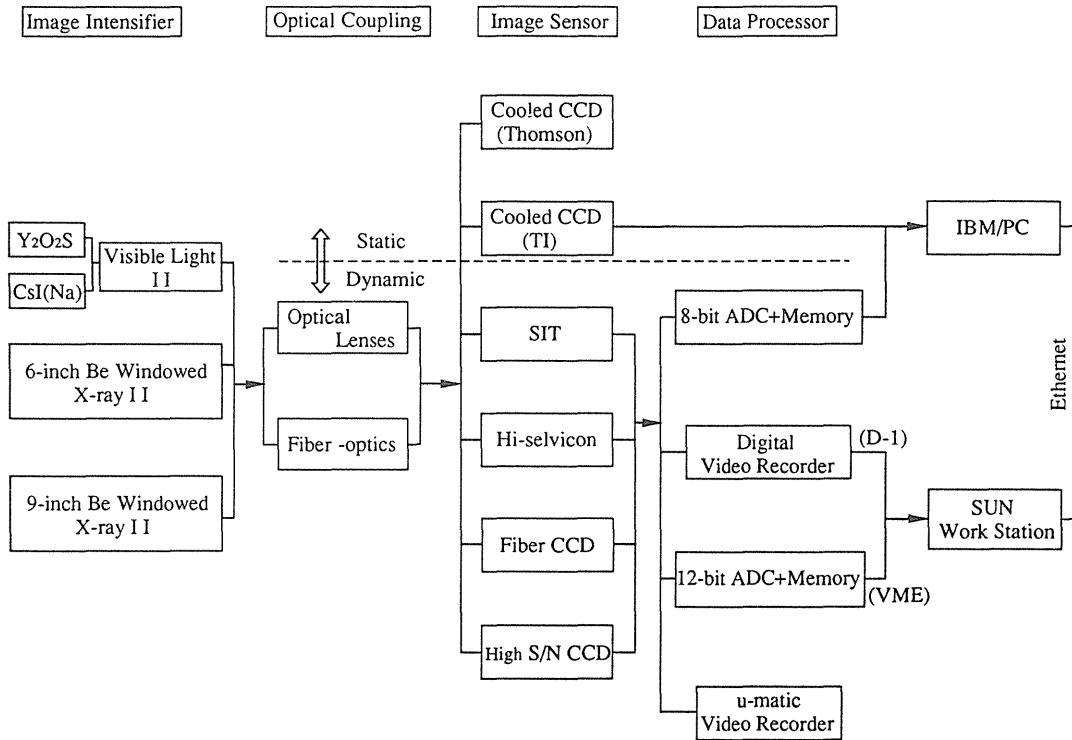 Image Intensifier
Optical Coupling
Image Sensor
Data Processor
Cooled CCD
(Thomson)
Cooled CCD
(TI)
IBM/PC
Y2O2S
CsI(Na)
Visible Light
I I
Static
Dynamic
Optical
Lenses
SIT
8-bit ADC+Memory
Ethernet
6-inch Be Windowed
X-ray I I
Fiber -optics
Hi-selvicon
Digital
Video Recorder
(D-1)
9-inch Be Windowed
X-ray I I
Fiber CCD
12-bit ADC+Memory
(VME)
SUN
Work Station
High S/N CCD
u-matic
Video Recorder